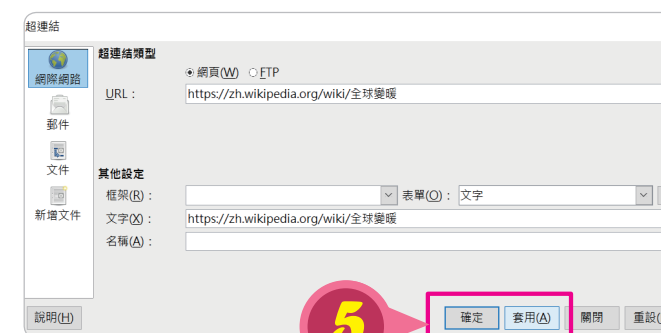 超連結
網際網路
郵件
文件
新增文件
超連結類型
網頁(W) FTP
URL：
https://zh.wikipedia.org/wiki/全球變暖
其他設定
框架(R)： 表單(O)： 文字
文字(X)： https://zh.wikipedia.org/wiki/全球變暖
名稱(A)：
5
說明(H) 確定 套用(A) 關閉 重設(